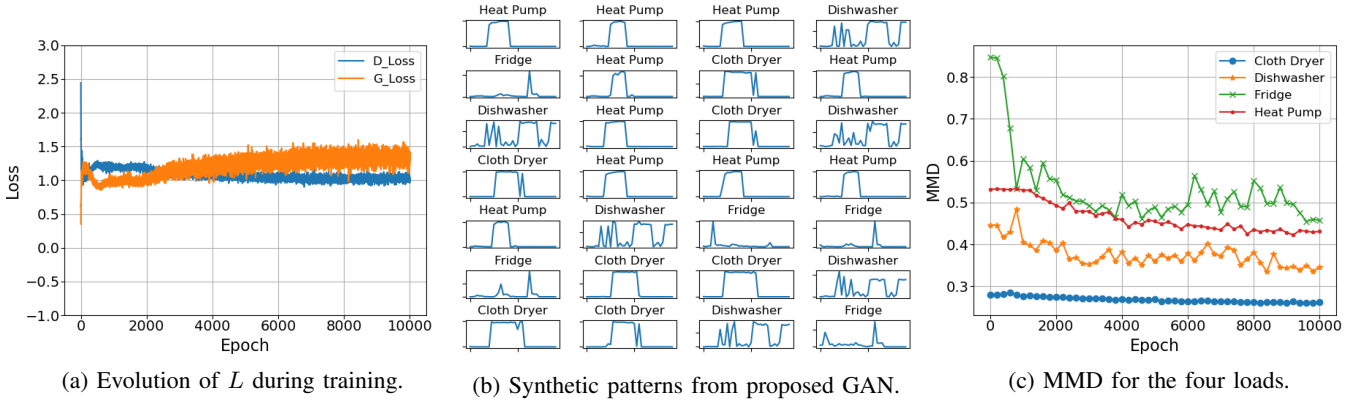 3.0
2.5
2.0
1.5
1.0
0.5
0.0
−0.5
−1.0
Loss
D_Loss
G_Loss
0 2000 4000 6000 8000 10000
Epoch
(a) Evolution of L during training.
Heat Pump Heat Pump Heat Pump Dishwasher
Fridge Heat Pump Cloth Dryer Heat Pump
Dishwasher Heat Pump Cloth Dryer Dishwasher
Cloth Dryer Heat Pump Heat Pump Heat Pump
Heat Pump Dishwasher Fridge Fridge
Fridge Cloth Dryer Cloth Dryer Dishwasher
Cloth Dryer Cloth Dryer Dishwasher Fridge
(b) Synthetic patterns from proposed GAN.
0.8
0.7
0.6
0.5
0.4
0.3
MMD
Cloth Dryer
Dishwasher
Fridge
Heat Pump
0 2000 4000 6000 8000 10000
Epoch
(c) MMD for the four loads.